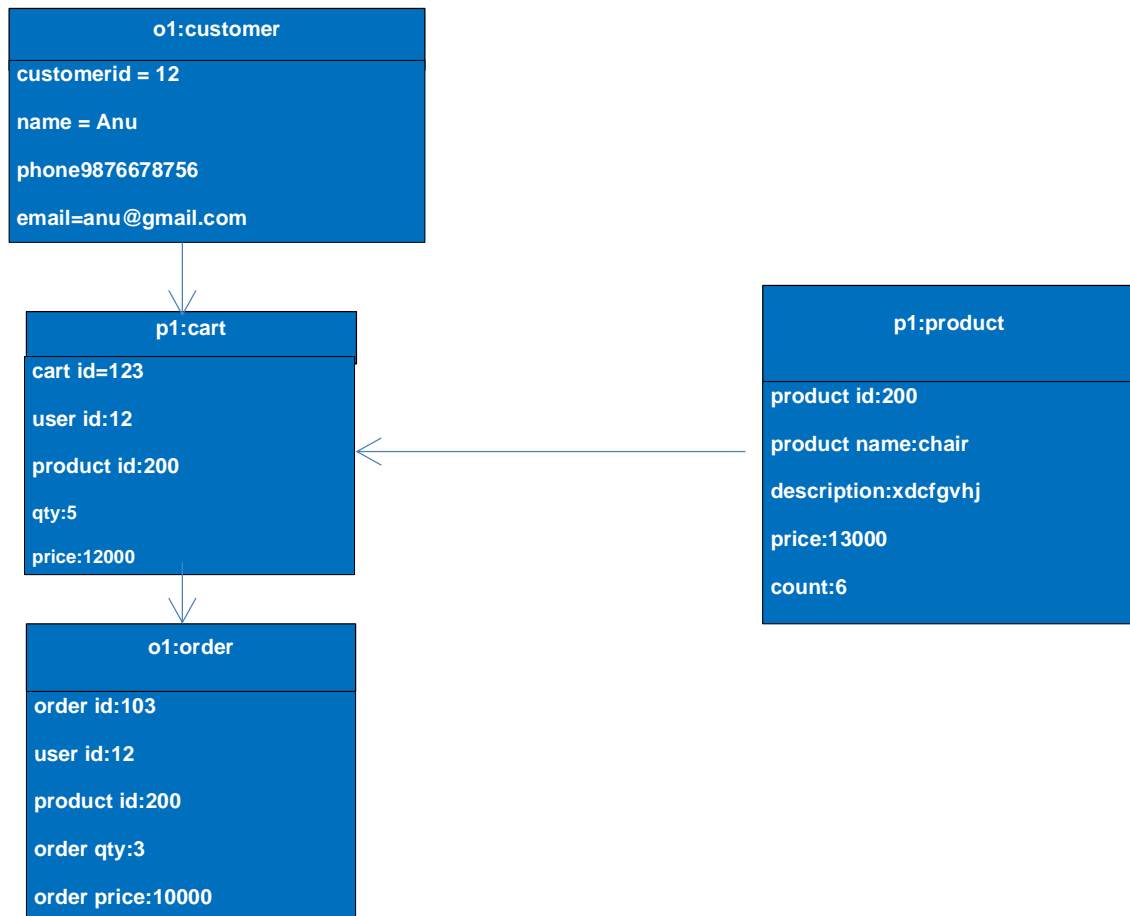 o1:customer
customerid = 12
name = Anu
phone9876678756
email=anu@gmail.com
p1:cart
cart id=123
user id:12
product id:200
qty:5
price:12000
p1:product
product id:200
product name:chair
description:xdcfgvhj
price:13000
count:6
o1:order
order id:103
user id:12
product id:200
order qty:3
order price:10000